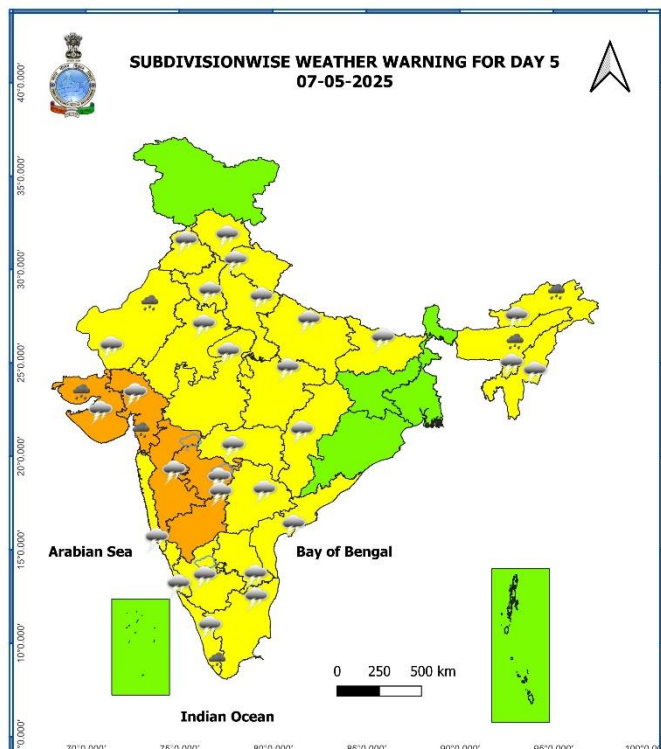 SUBDIVISIONWISE WEATHER WARNING FOR DAY 5
07-05-2025
40°0.000'
35°0.000'
30°0.000'
25°0.000'
20°0.000'
15°0.000'
10°0.000'
Arabian Sea
Bay of Bengal
0 250 500 km
Indian Ocean
70°0.000' 75°0.000' 80°0.000' 85°0.000' 90°0.000' 95°0.000'